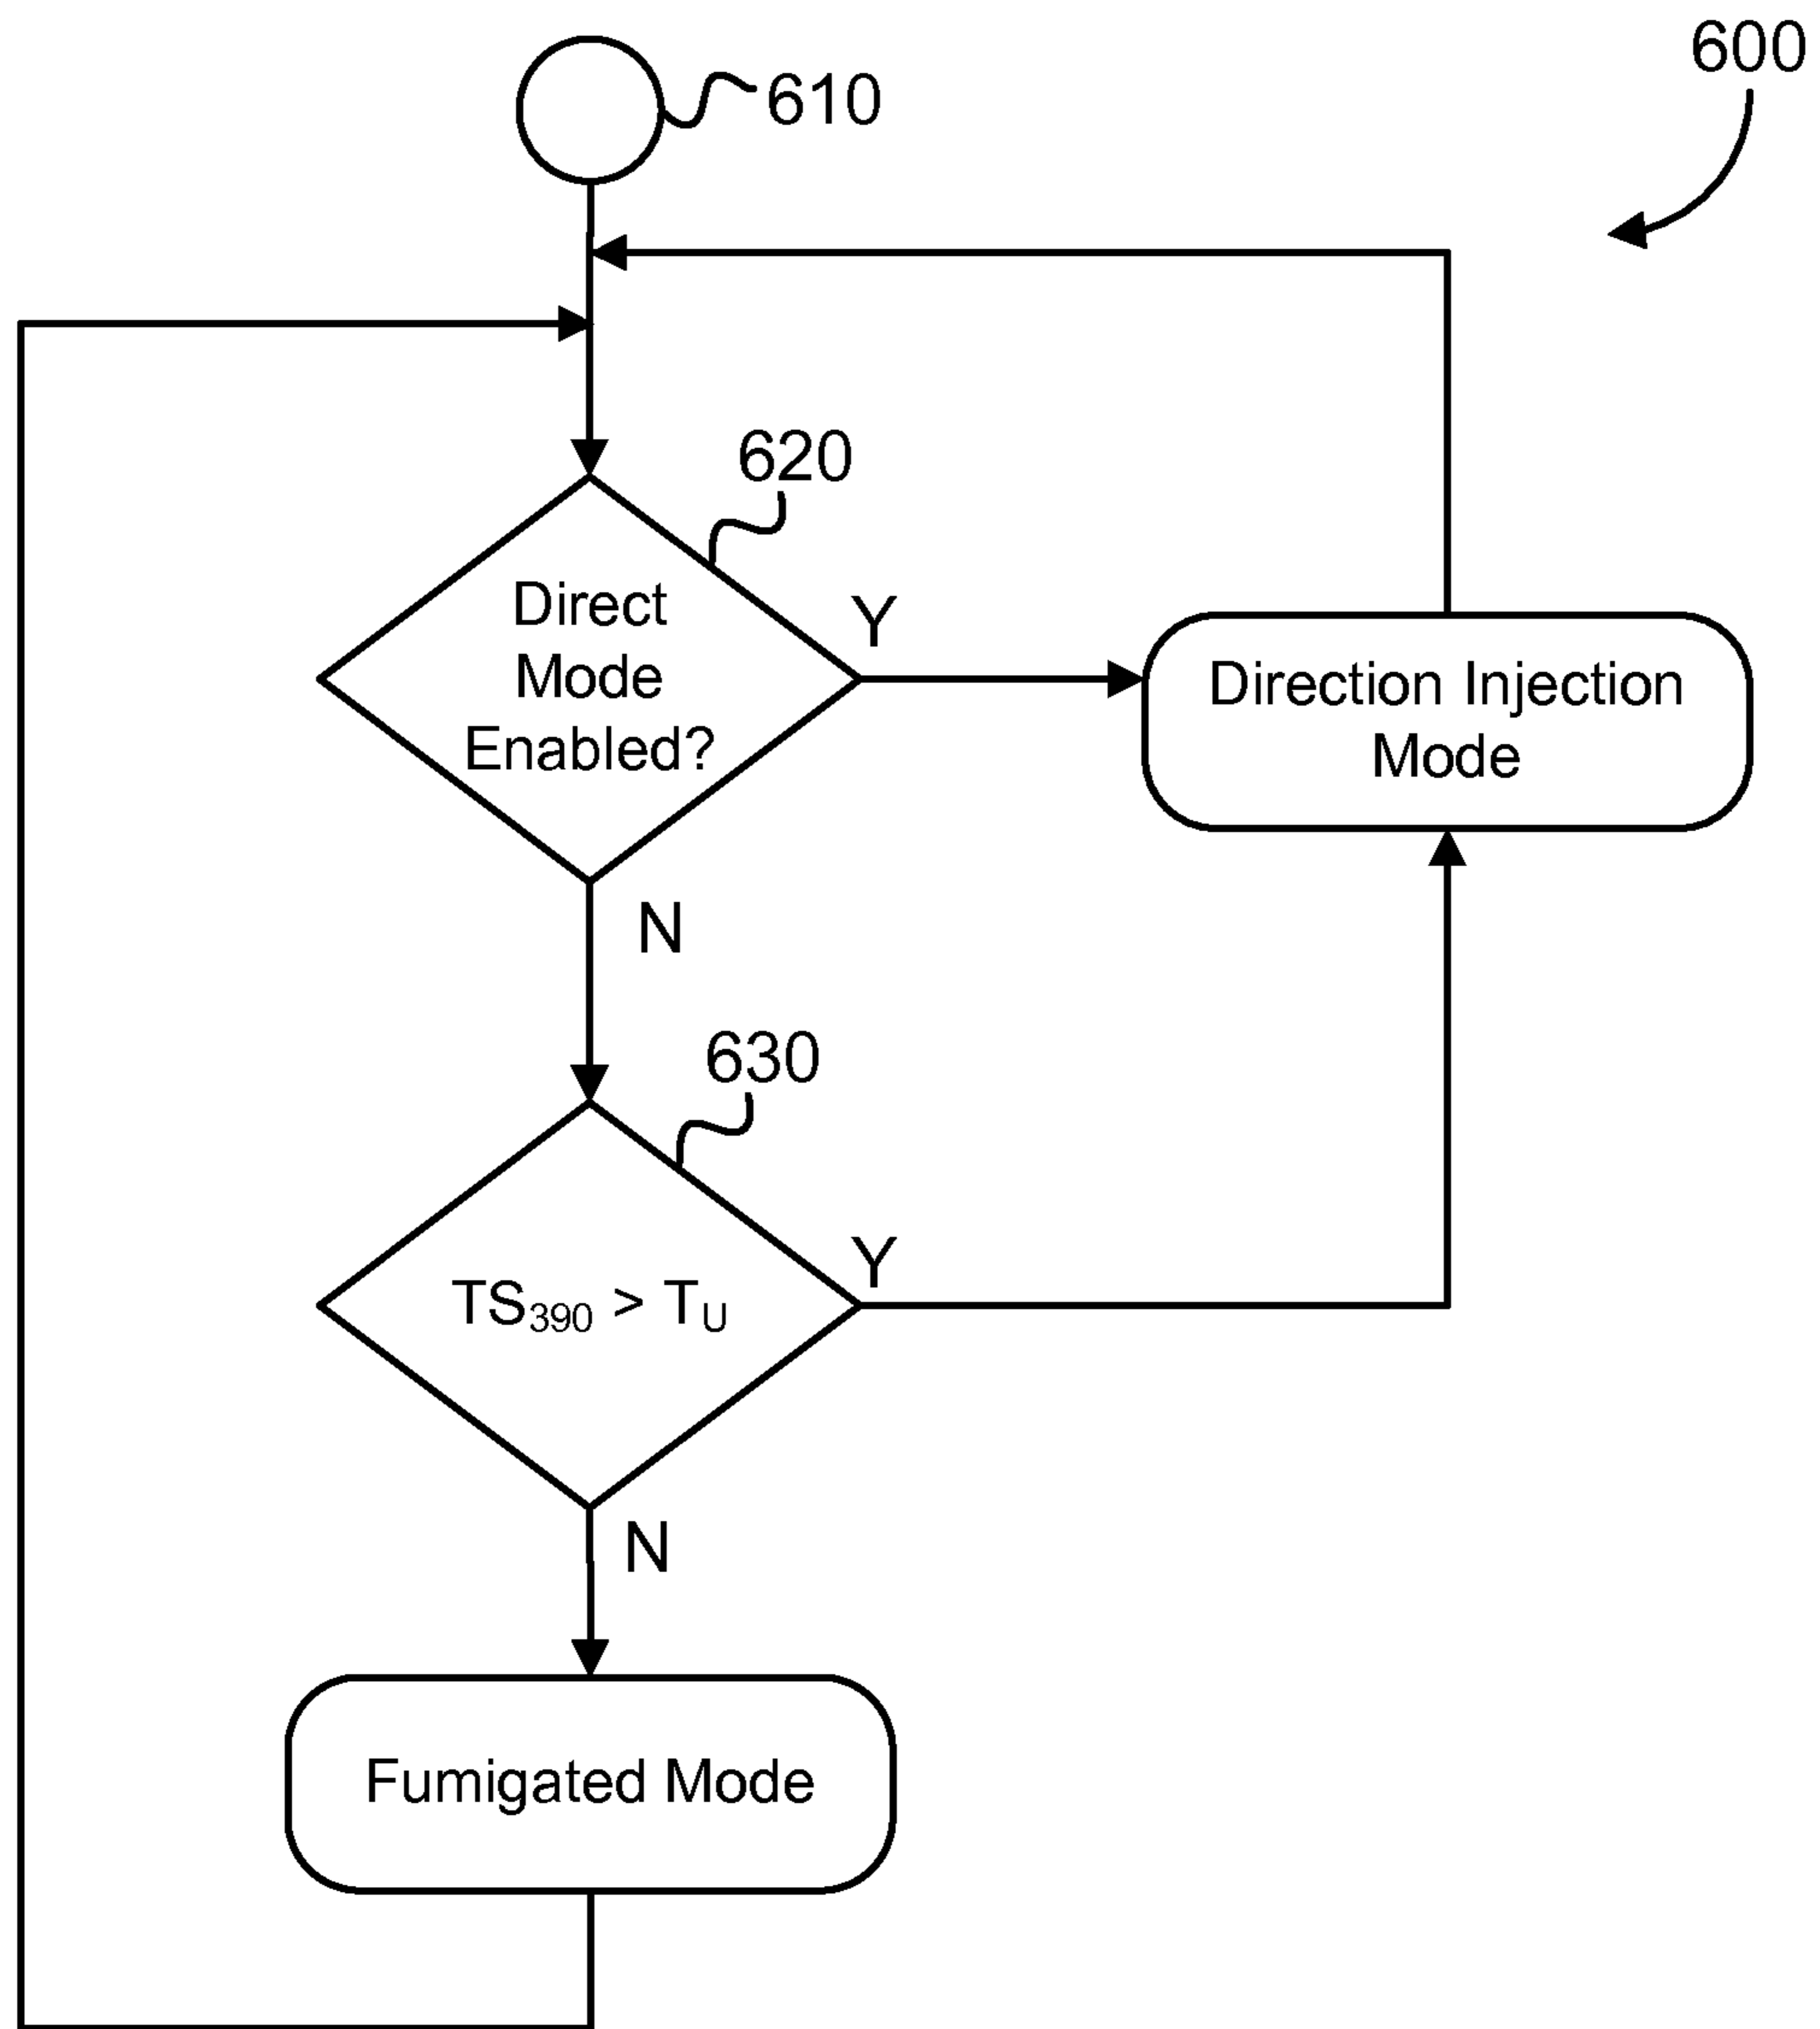 600
610
620
Direct
Mode
Enabled?
Y
Direction Injection
Mode
N
630
TS₃₉₀ > Tᵤ
Y
N
Fumigated Mode